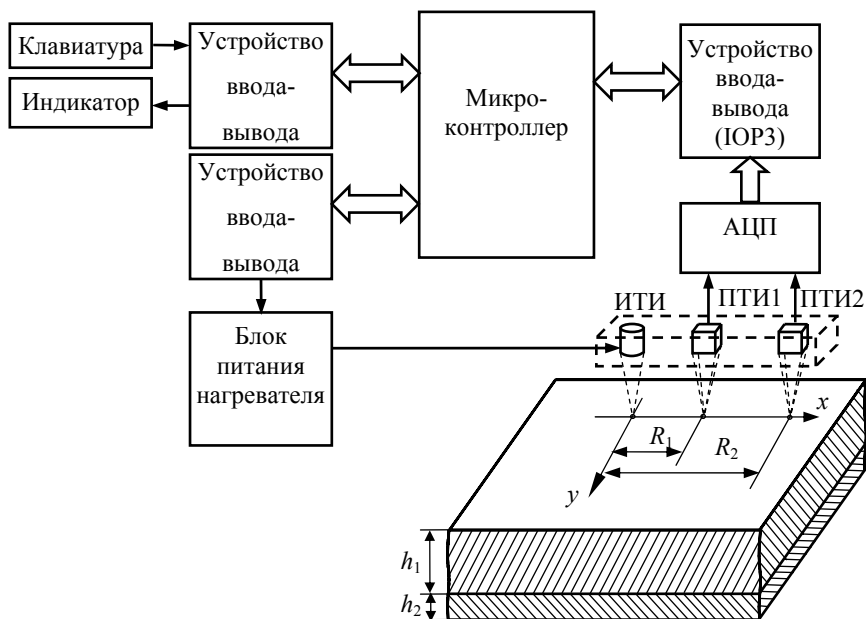 Клавиатура
Индикатор
Устройство
ввода-
вывода
Устройство
ввода-
вывода
Микро-
контроллер
Устройство
ввода-
вывода
(IOP3)
АЦП
ИТИ
ПТИ1
ПТИ2
Блок
питания
нагревателя
x
R1
R2
y
h1
h2